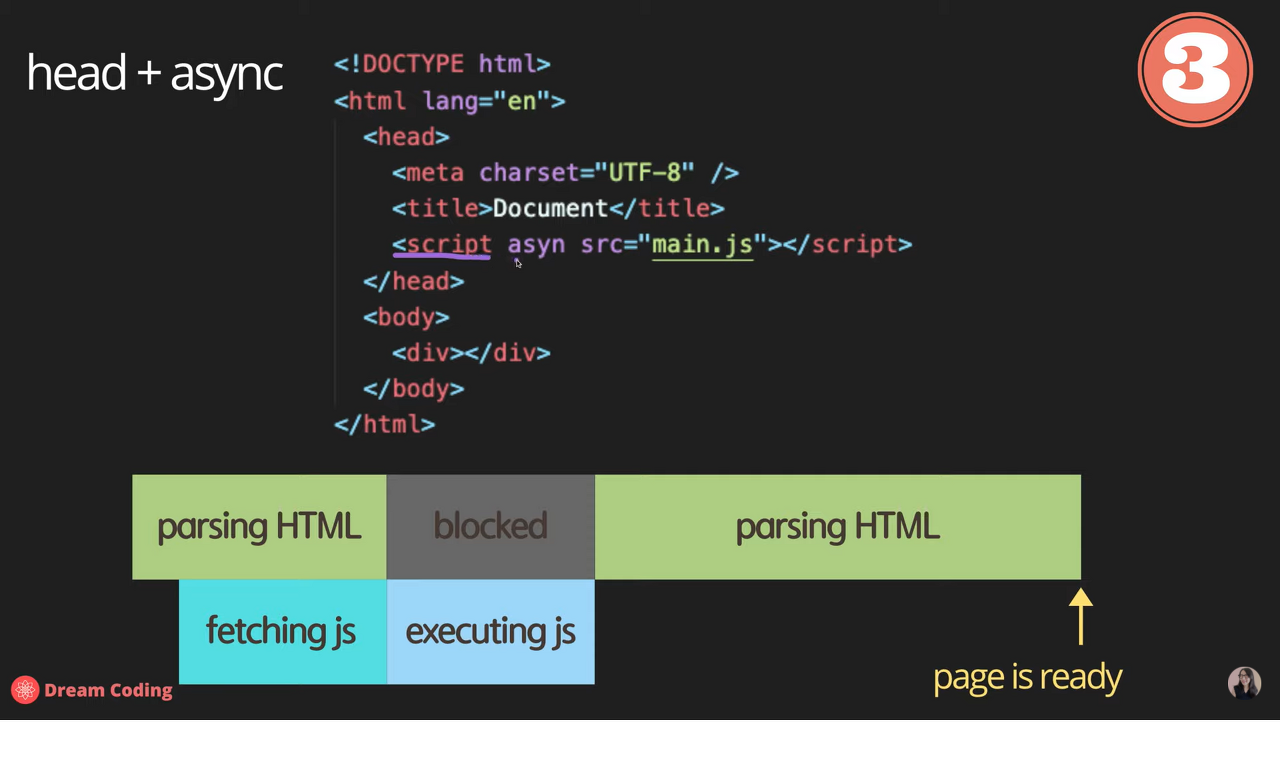 head + async
3
<!DOCTYPE html>
<html lang="en">
<head>
<meta charset="UTF-8" />
<title>Document</title>
<script asyn src="main.js"></script>
</head>
<body>
<div></div>
</body>
</html>
parsing HTML blocked parsing HTML
fetching js executing js
page is ready
Dream Coding